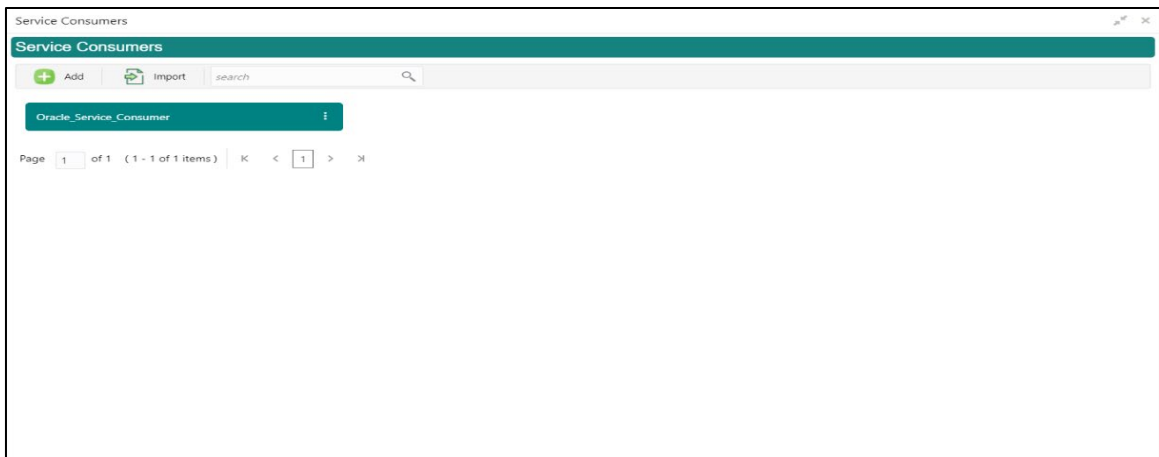 Service Consumers
Service Consumers
Add Import search
Oracle_Service_Consumer
Page 1 of 1 ( 1 - 1 of 1 items ) K < 1 > >|